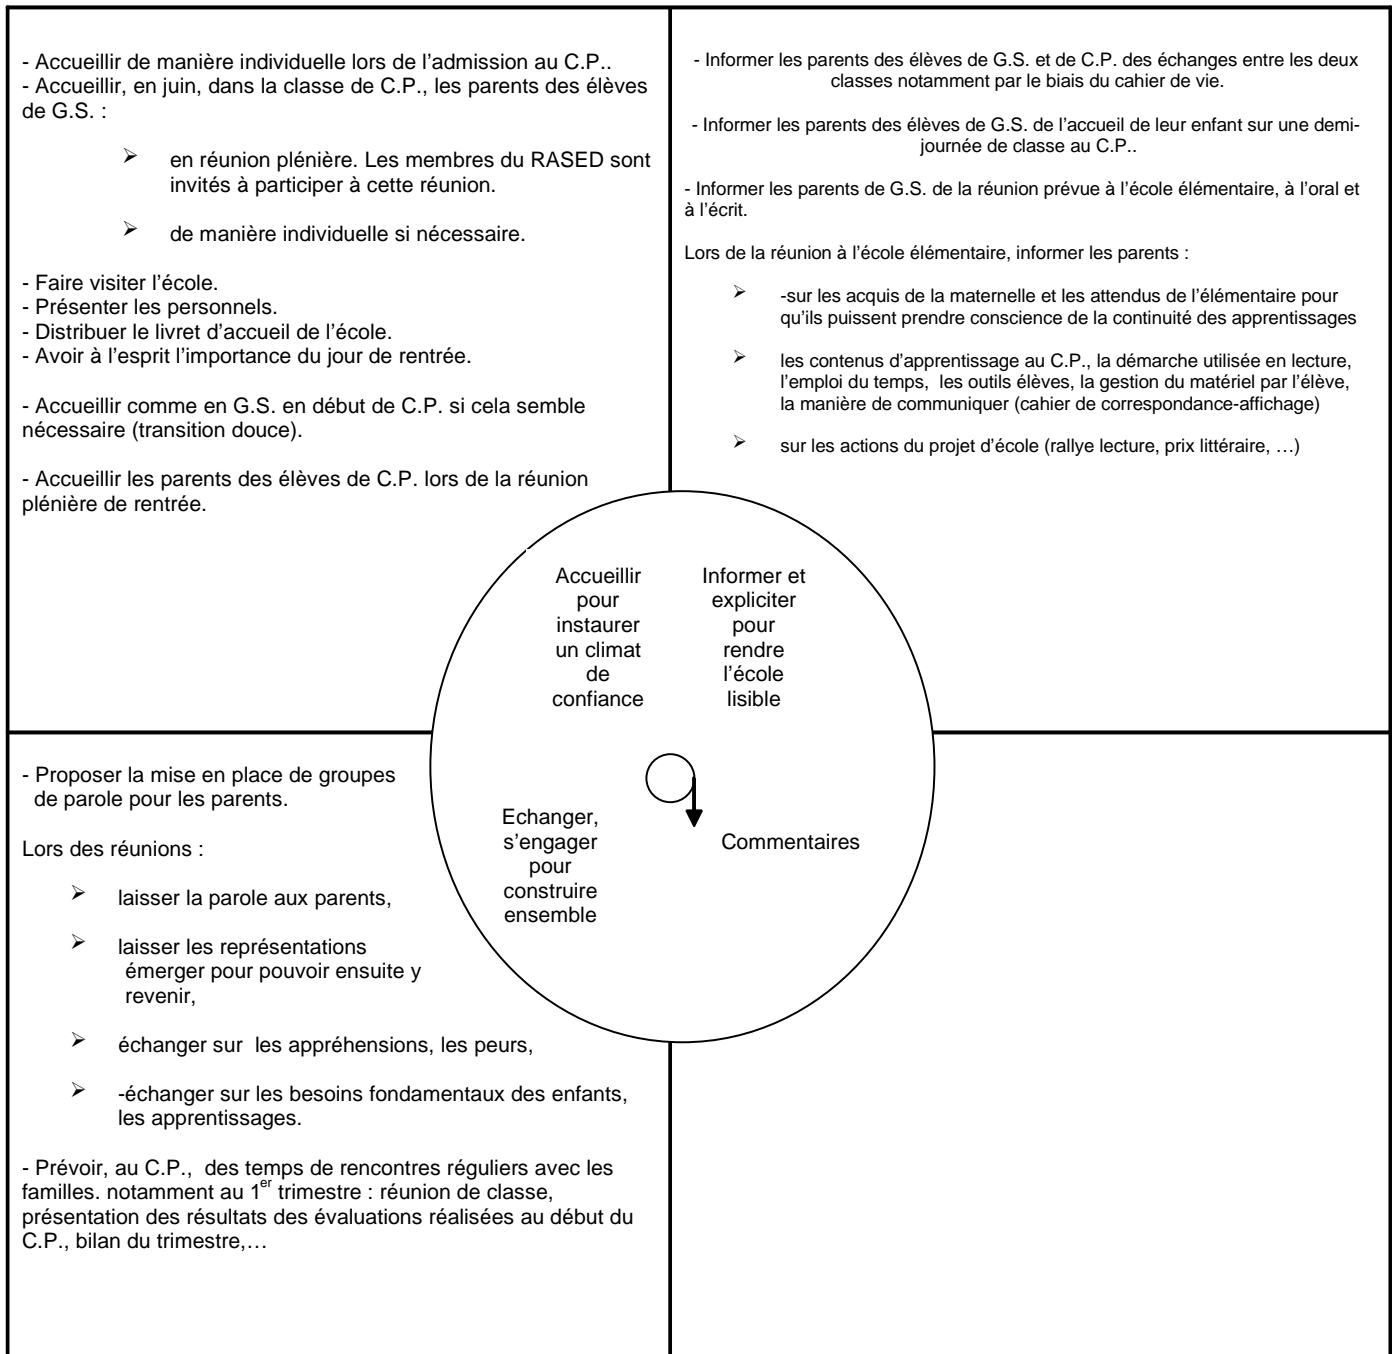 - Accueillir de manière individuelle lors de l'admission au C.P..
- Accueillir, en juin, dans la classe de C.P., les parents des élèves
de G.S. :
➢ en réunion plénière. Les membres du RASED sont
invités à participer à cette réunion.
➢ de manière individuelle si nécessaire.
- Faire visiter l'école.
- Présenter les personnels.
- Distribuer le livret d'accueil de l'école.
- Avoir à l'esprit l'importance du jour de rentrée.
- Accueillir comme en G.S. en début de C.P. si cela semble
nécessaire (transition douce).
- Accueillir les parents des élèves de C.P. lors de la réunion
plénière de rentrée.
- Informer les parents des élèves de G.S. et de C.P. des échanges entre les deux
classes notamment par le biais du cahier de vie.
- Informer les parents des élèves de G.S. de l'accueil de leur enfant sur une demi-
journée de classe au C.P..
- Informer les parents de G.S. de la réunion prévue à l'école élémentaire, à l'oral et
à l'écrit.
Lors de la réunion à l'école élémentaire, informer les parents :
➢ -sur les acquis de la maternelle et les attendus de l'élémentaire pour
qu'ils puissent prendre conscience de la continuité des apprentissages
➢ les contenus d'apprentissage au C.P., la démarche utilisée en lecture,
l'emploi du temps, les outils élèves, la gestion du matériel par l'élève,
la manière de communiquer (cahier de correspondance-affichage)
➢ sur les actions du projet d'école (rallye lecture, prix littéraire, …)
Accueillir
pour
instaurer
un climat
de
confiance
Informer et
expliciter
pour
rendre
l'école
lisible
Echanger,
s'engager
pour
construire
ensemble
Commentaires
- Proposer la mise en place de groupes
de parole pour les parents.
Lors des réunions :
➢ laisser la parole aux parents,
➢ laisser les représentations
émerger pour pouvoir ensuite y
revenir,
➢ échanger sur les appréhensions, les peurs,
➢ -échanger sur les besoins fondamentaux des enfants,
les apprentissages.
- Prévoir, au C.P., des temps de rencontres réguliers avec les
familles. notamment au 1er trimestre : réunion de classe,
présentation des résultats des évaluations réalisées au début du
C.P., bilan du trimestre,…